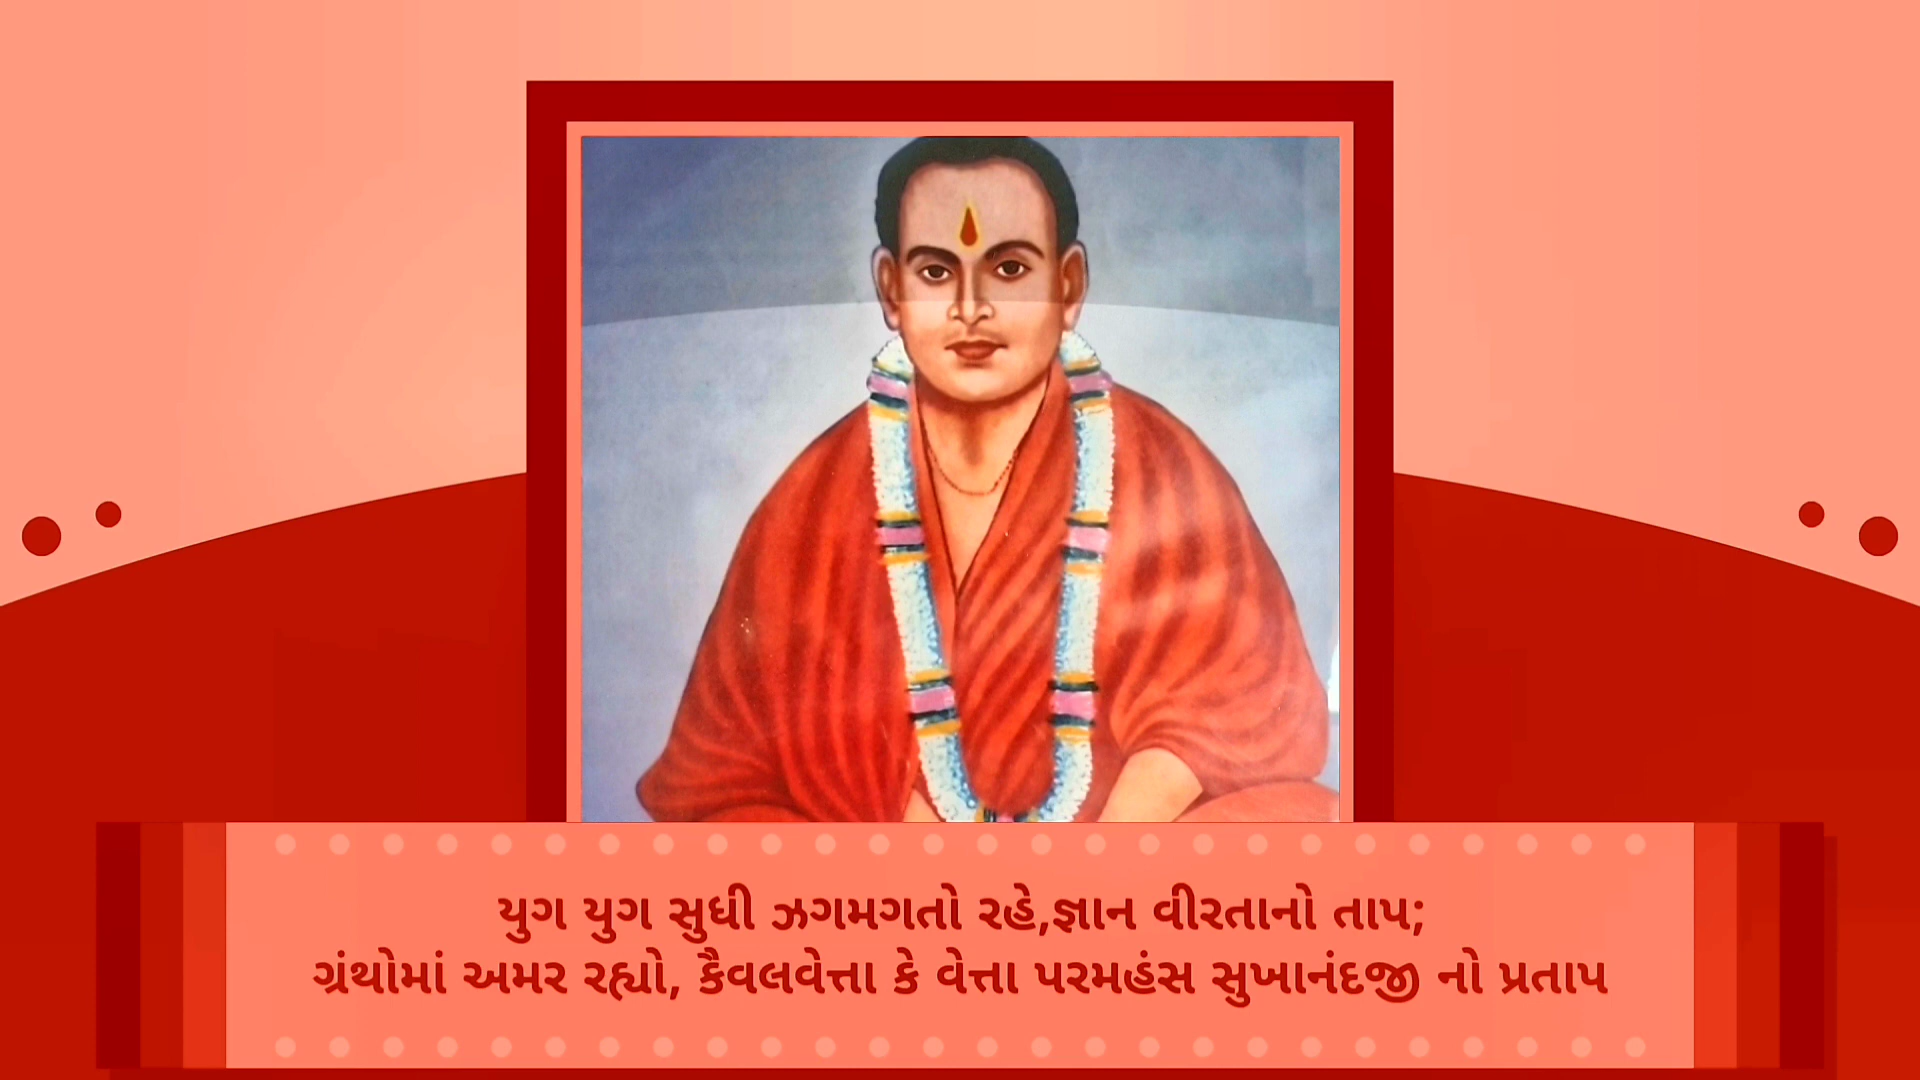 યુગ યુગ સુધી ઝગમગતો રહે,જ્ઞાન વીરતાનો તાપ;
ગ્રંથોમાં અમર રહ્યો, કૈવલવેત્તા કે વેત્તા પરમહંસ સુખાનંદજી નો પ્રતાપ